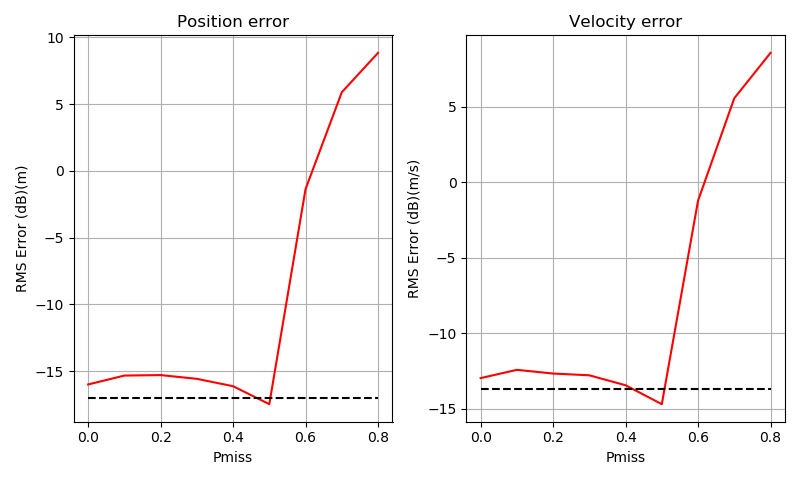 Position error
Velocity error
10
5
0
−5
−10
−15
RMS Error (dB)(m)
0.0 0.2 0.4 0.6 0.8
Pmiss
5
0
−5
−10
−15
RMS Error (dB)(m/s)
0.0 0.2 0.4 0.6 0.8
Pmiss